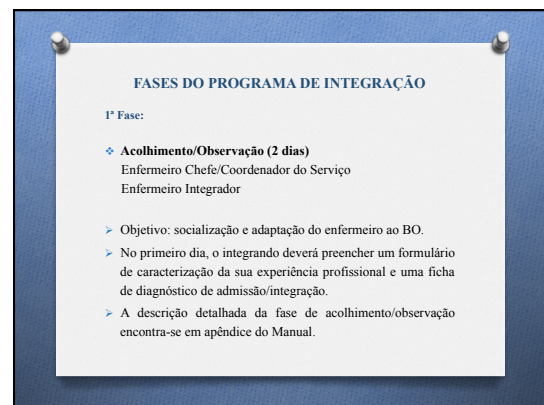 FASES DO PROGRAMA DE INTEGRAÇÃO
1ª Fase:
Acolhimento/Observação (2 dias)
Enfermeiro Chefe/Coordenador do Serviço
Enfermeiro Integrador
Objetivo: socialização e adaptação do enfermeiro ao BO.
No primeiro dia, o integrando deverá preencher um formulário
de caracterização da sua experiência profissional e uma ficha
de diagnóstico de admissão/integração.
A descrição detalhada da fase de acolhimento/observação
encontra-se em apêndice do Manual.